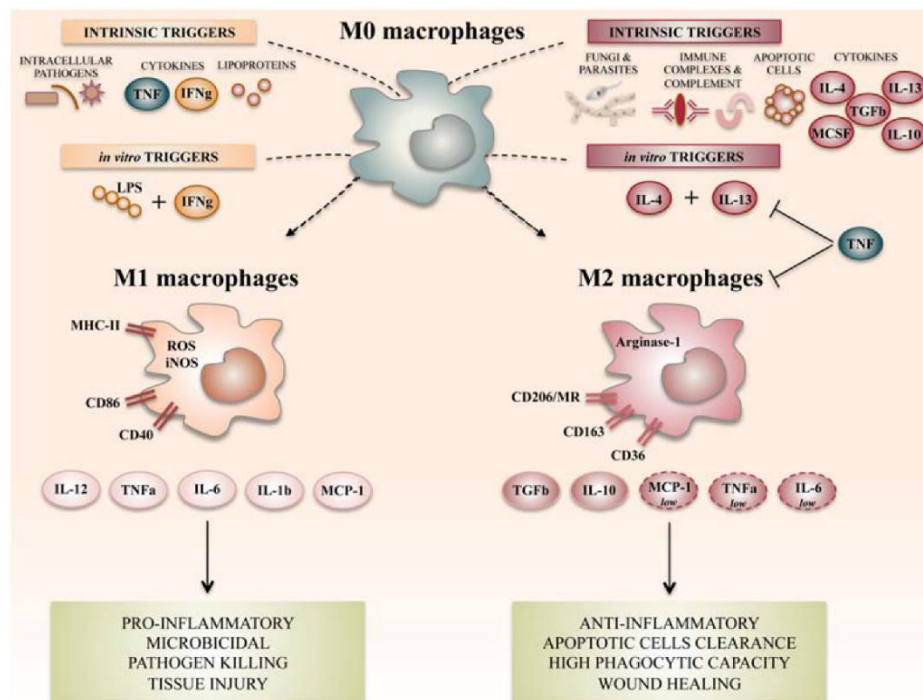 M0 macrophages
INTRINSIC TRIGGERS
INTRACELLULAR
PATHOGENS
CYTOKINES
LIPOPROTEINS
TNF
IFNg
in vitro TRIGGERS
LPS
+
IFNg
INTRINSIC TRIGGERS
FUNGI &
PARASITES
IMMUNE
COMPLEXES &
COMPLEMENT
APOPTOTIC
CELLS
CYTOKINES
IL-4
IL-13
TGFb
MCSF
IL-10
in vitro TRIGGERS
IL-4
+
IL-13
TNF
M1 macrophages
MHC-II
ROS
iNOS
CD86
CD40
IL-12
TNFa
IL-6
IL-1b
MCP-1
PRO-INFLAMMATORY
MICROBICIDAL
PATHOGEN KILLING
TISSUE INJURY
M2 macrophages
Arginase-1
CD206/MR
CD163
CD36
TGFb
IL-10
MCP-1
low
TNFa
low
IL-6
low
ANTI-INFLAMMATORY
APOPTOTIC CELLS CLEARANCE
HIGH PHAGOCYTIC CAPACITY
WOUND HEALING